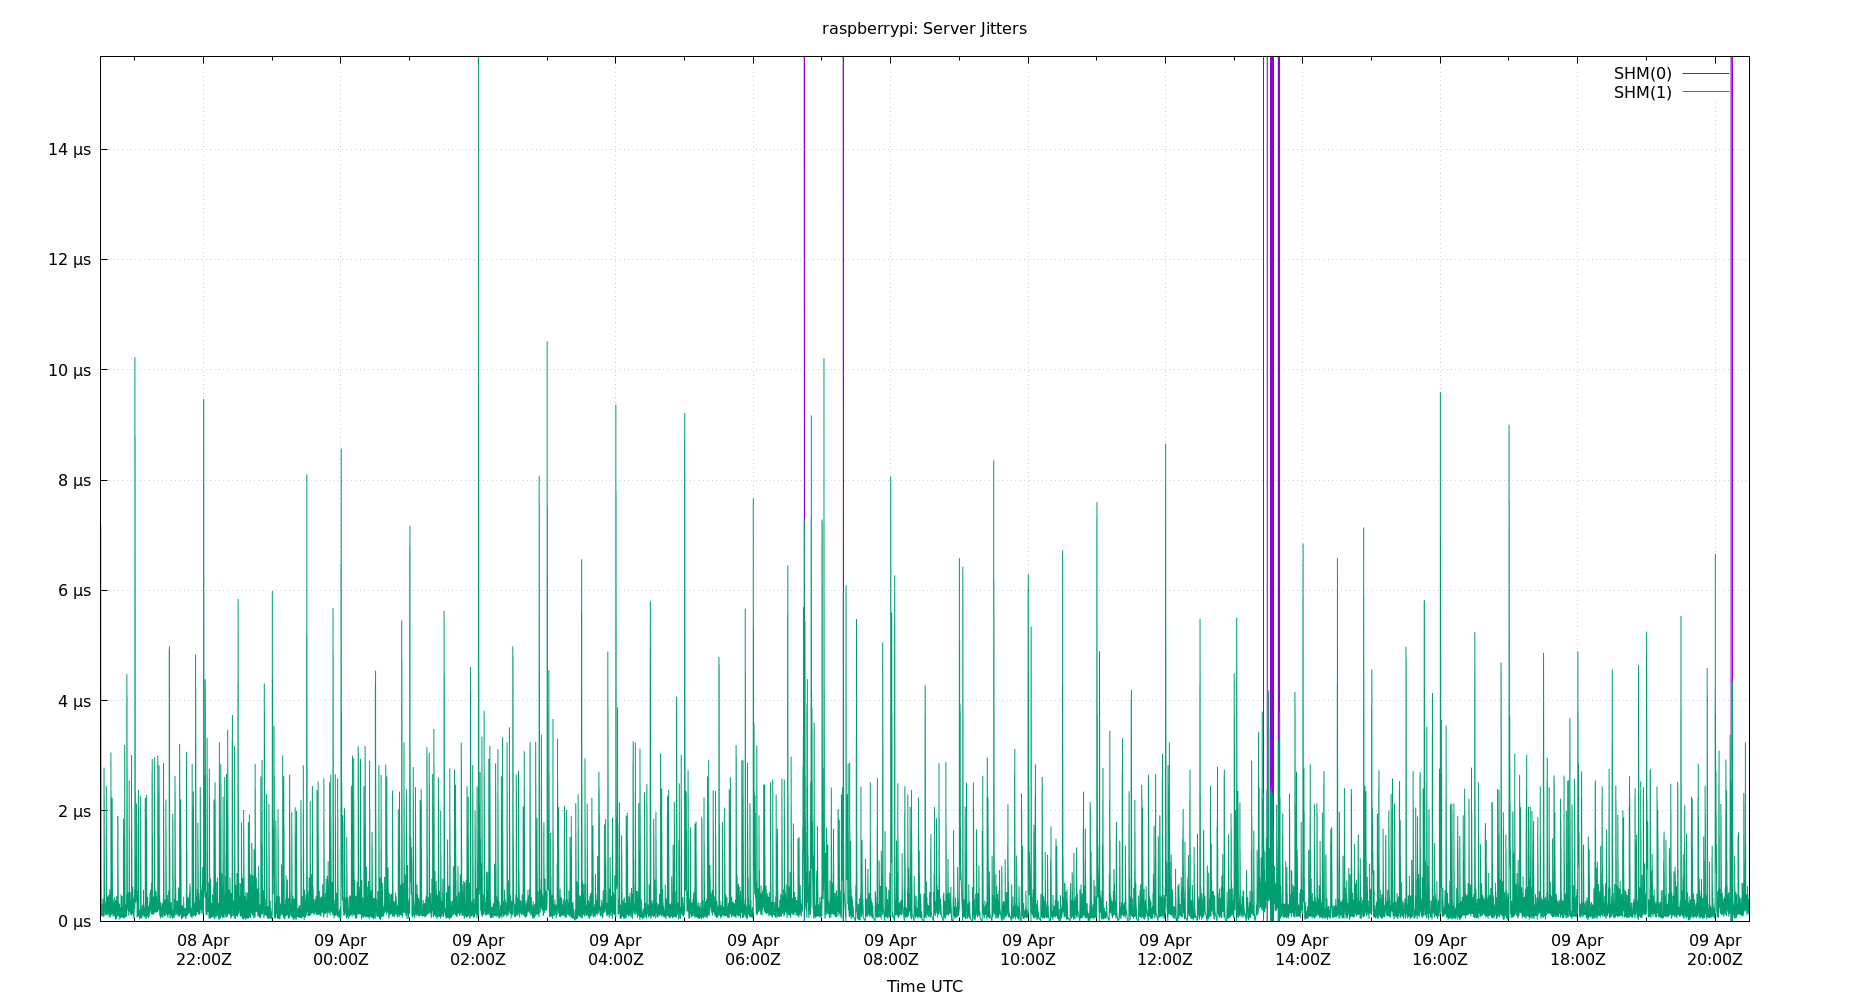 raspberrypi: Server Jitters
SHM(0)
SHM(1)
14 µs
12 µs
10 µs
8 µs
6 µs
4 µs
2 µs
0 µs
08 Apr 09 Apr 09 Apr 09 Apr 09 Apr 09 Apr 09 Apr 09 Apr 09 Apr 09 Apr 09 Apr 09 Apr
22:00Z 00:00Z 02:00Z 04:00Z 06:00Z 08:00Z 10:00Z 12:00Z 14:00Z 16:00Z 18:00Z 20:00Z
Time UTC